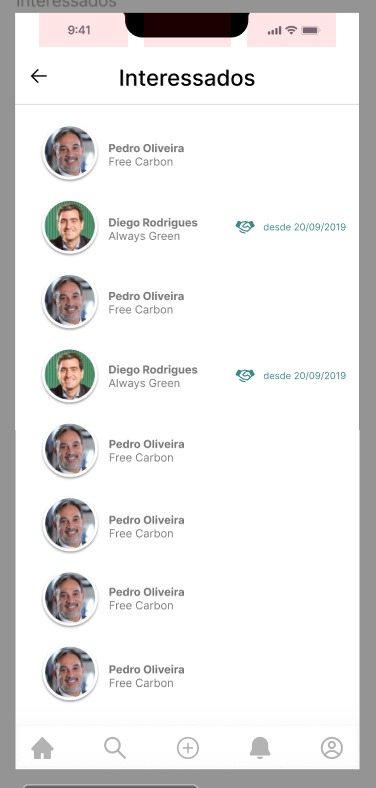 Interessados
9:41
Interessados
Pedro Oliveira
Free Carbon
Diego Rodrigues
Always Green
desde 20/09/2019
Pedro Oliveira
Free Carbon
Diego Rodrigues
Always Green
desde 20/09/2019
Pedro Oliveira
Free Carbon
Pedro Oliveira
Free Carbon
Pedro Oliveira
Free Carbon
Pedro Oliveira
Free Carbon